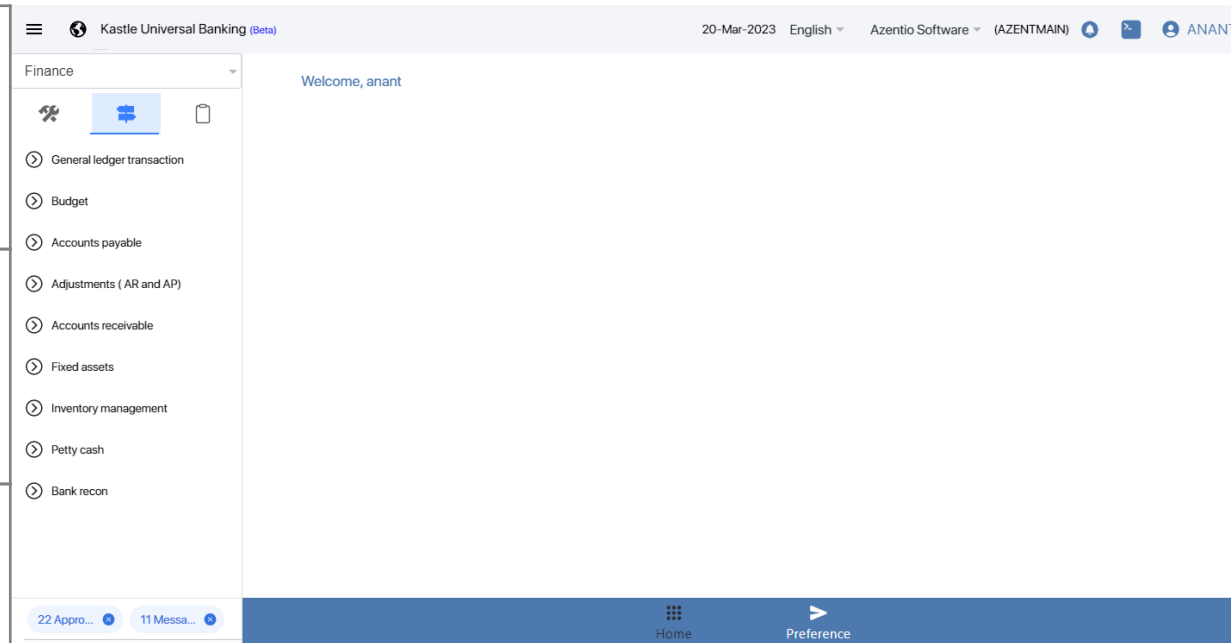 Kastle Universal Banking (Beta) 20-Mar-2023 English Azentio Software (AZENTMAIN) ANANT
Finance
Welcome, anant
General ledger transaction
Budget
Accounts payable
Adjustments ( AR and AP)
Accounts receivable
Fixed assets
Inventory management
Petty cash
Bank recon
22 Appro... 11 Messa...
Home Preference